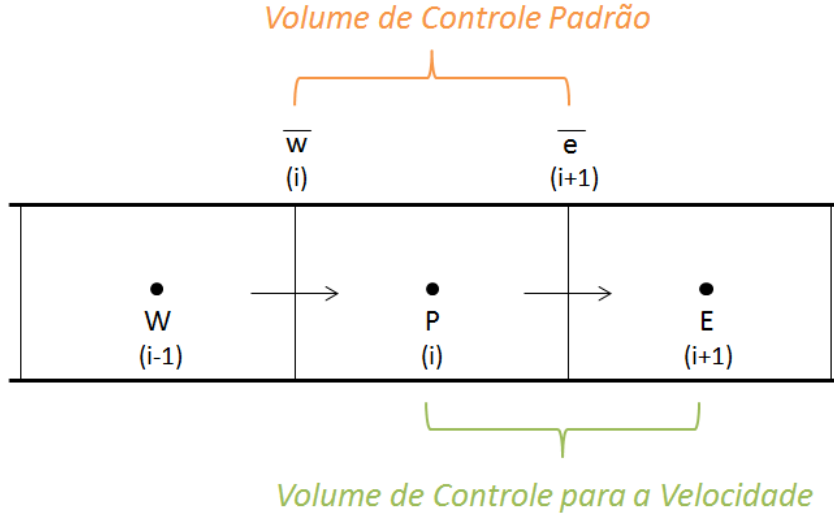 Volume de Controle Padrão
w e
(i) (i+1)
W P E
(i-1) (i) (i+1)
Volume de Controle para a Velocidade